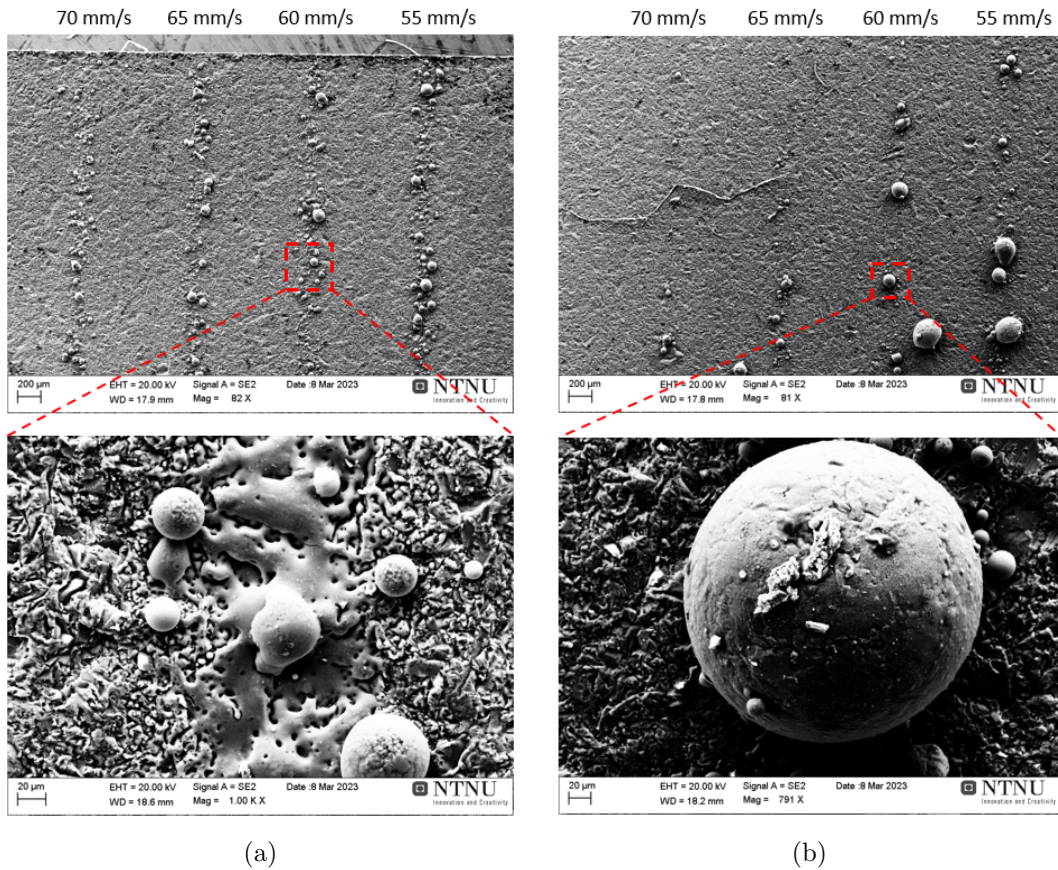 70 mm/s 65 mm/s 60 mm/s 55 mm/s
70 mm/s 65 mm/s 60 mm/s 55 mm/s
200 µm EHT = 20.00 kV Signal A = SE2 Date :8 Mar 2023 NTNU
WD = 17.9 mm Mag = 82 X Innovation and Creativity
200 µm EHT = 20.00 kV Signal A = SE2 Date :8 Mar 2023 NTNU
WD = 17.8 mm Mag = 81 X Innovation and Creativity
20 µm EHT = 20.00 kV Signal A = SE2 Date :8 Mar 2023 NTNU
WD = 18.6 mm Mag = 1.00 K X Innovation and Creativity
20 µm EHT = 20.00 kV Signal A = SE2 Date :8 Mar 2023 NTNU
WD = 18.2 mm Mag = 791 X Innovation and Creativity
(a)
(b)